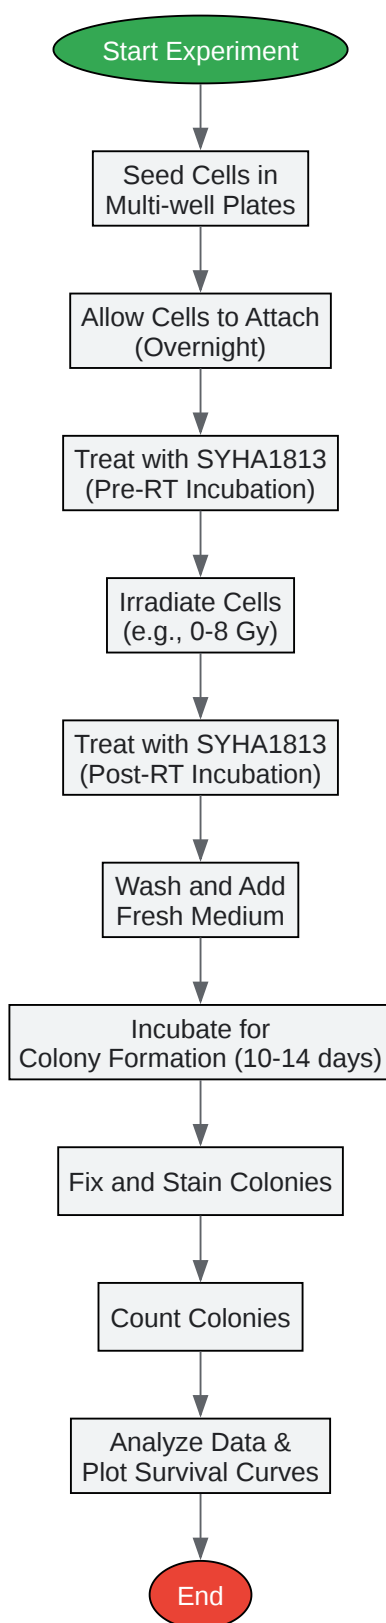 Start Experiment
Seed Cells in
Multi-well Plates
Allow Cells to Attach
(Overnight)
Treat with SYHA1813
(Pre-RT Incubation)
Irradiate Cells
(e.g., 0-8 Gy)
Treat with SYHA1813
(Post-RT Incubation)
Wash and Add
Fresh Medium
Incubate for
Colony Formation (10-14 days)
Fix and Stain Colonies
Count Colonies
Analyze Data &
Plot Survival Curves
End